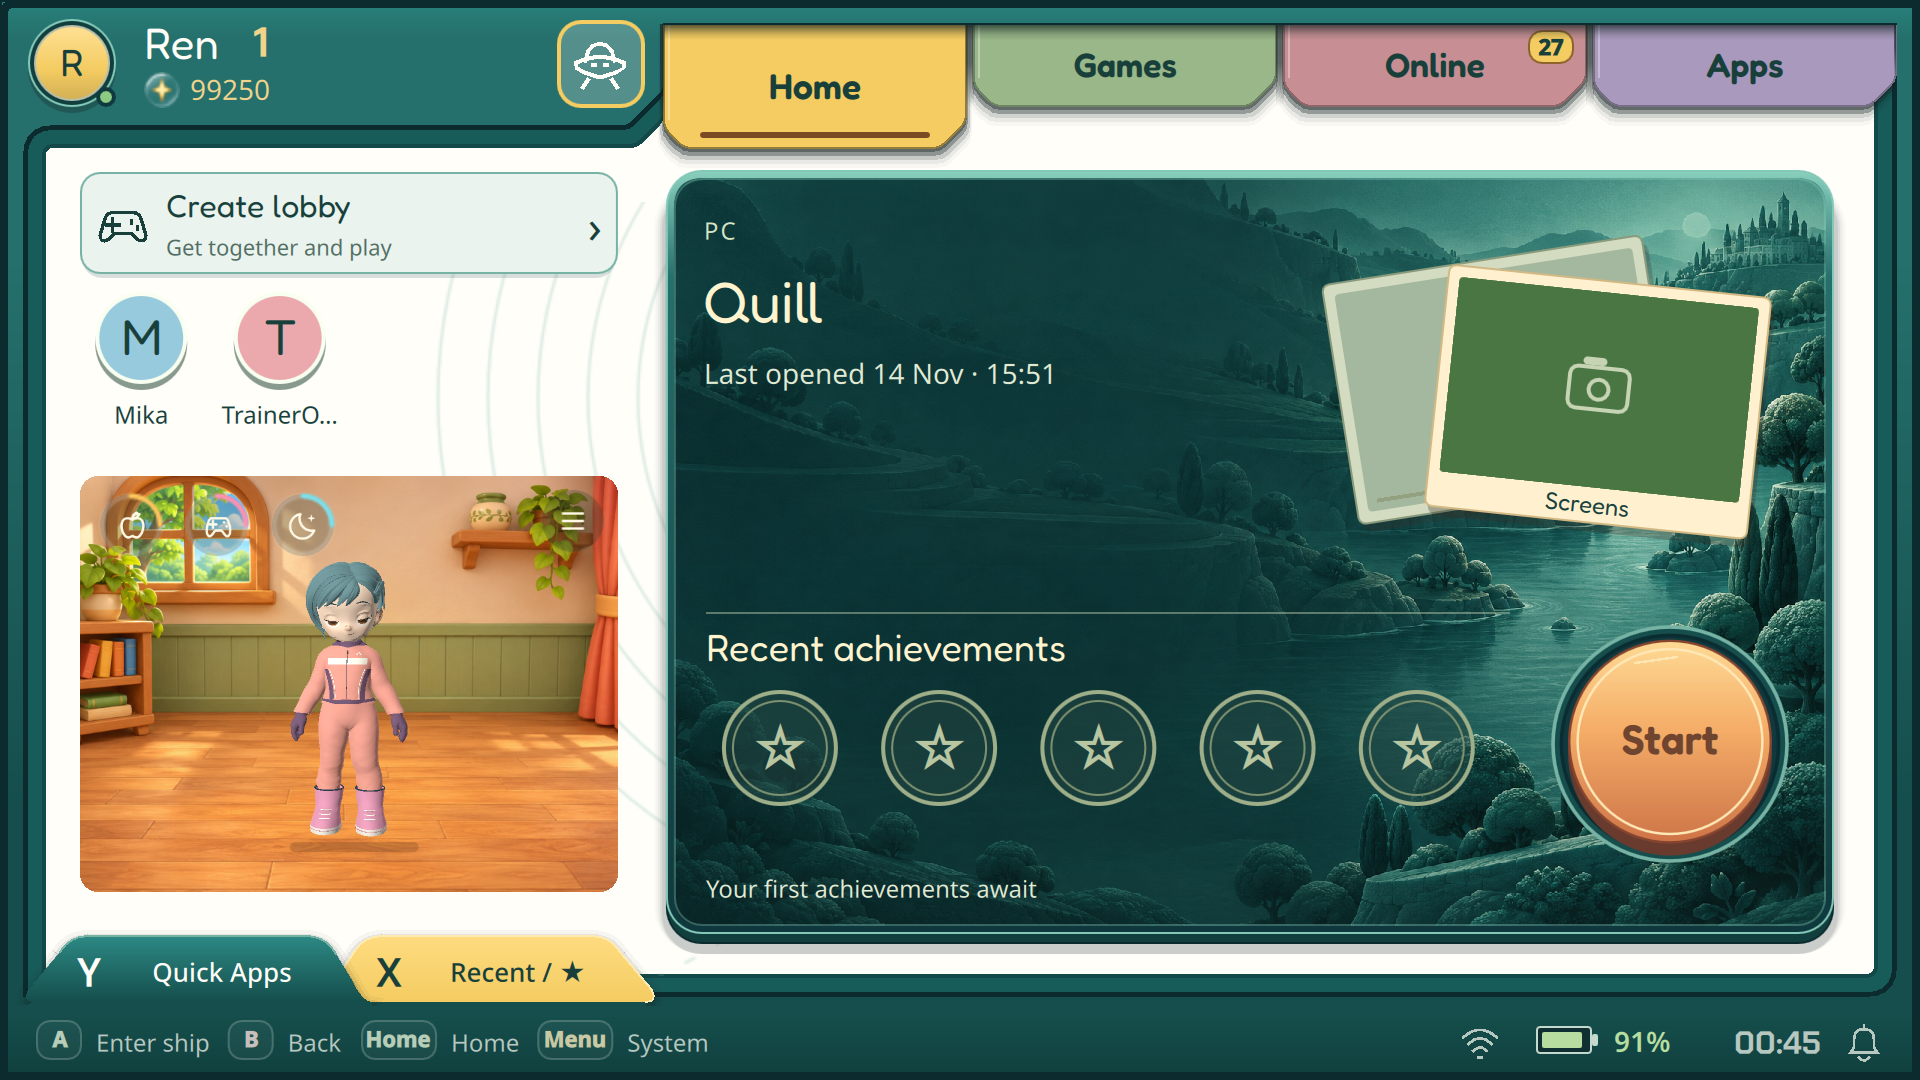 R
Ren 1
99250
Home
Games
Online
27
Apps
Create lobby
Get together and play
M
T
Mika
TrainerO...
PC
Quill
Last opened 14 Nov · 15:51
Screens
Recent achievements
Start
Your first achievements await
Y Quick Apps
X Recent / ★
A Enter ship
B Back
Home Home
Menu System
91%
00:45